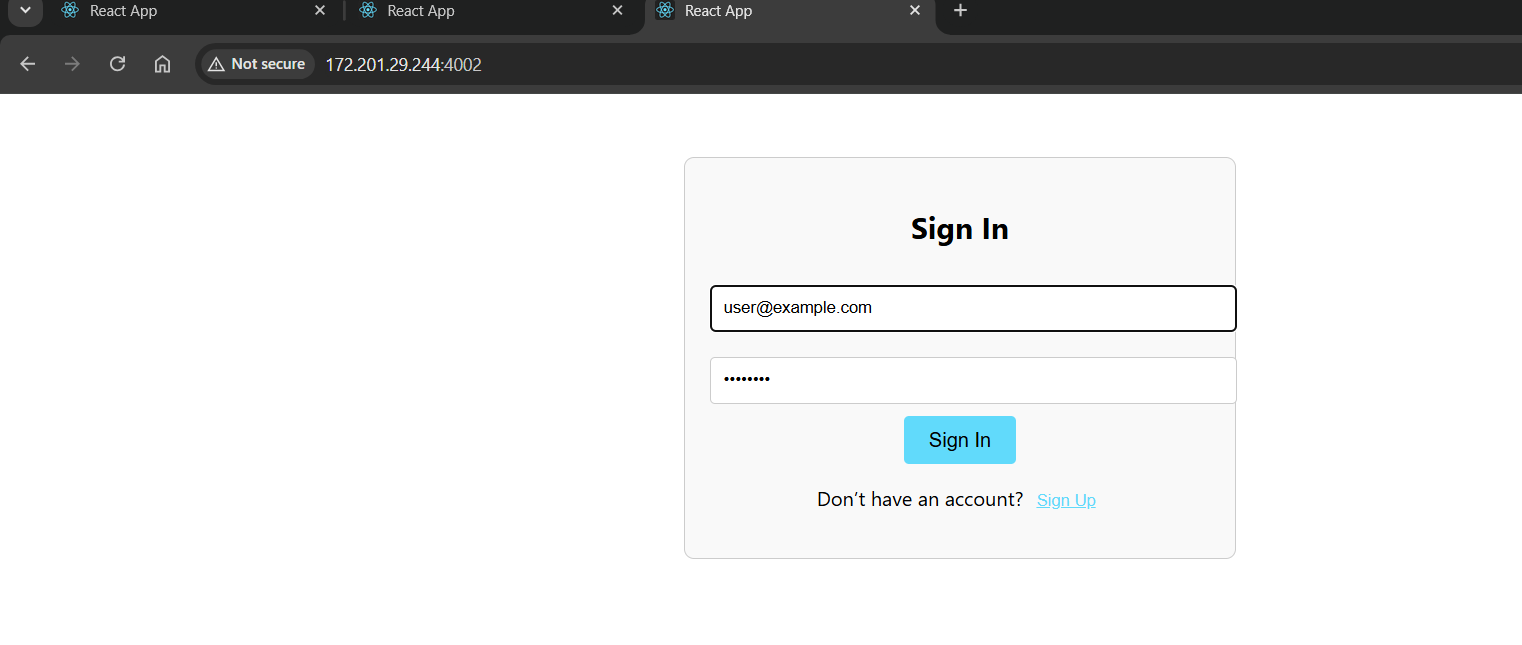 React App
React App
React App
Not secure 172.201.29.244:4002
Sign In
user@example.com
••••••••
Sign In
Don’t have an account? Sign Up